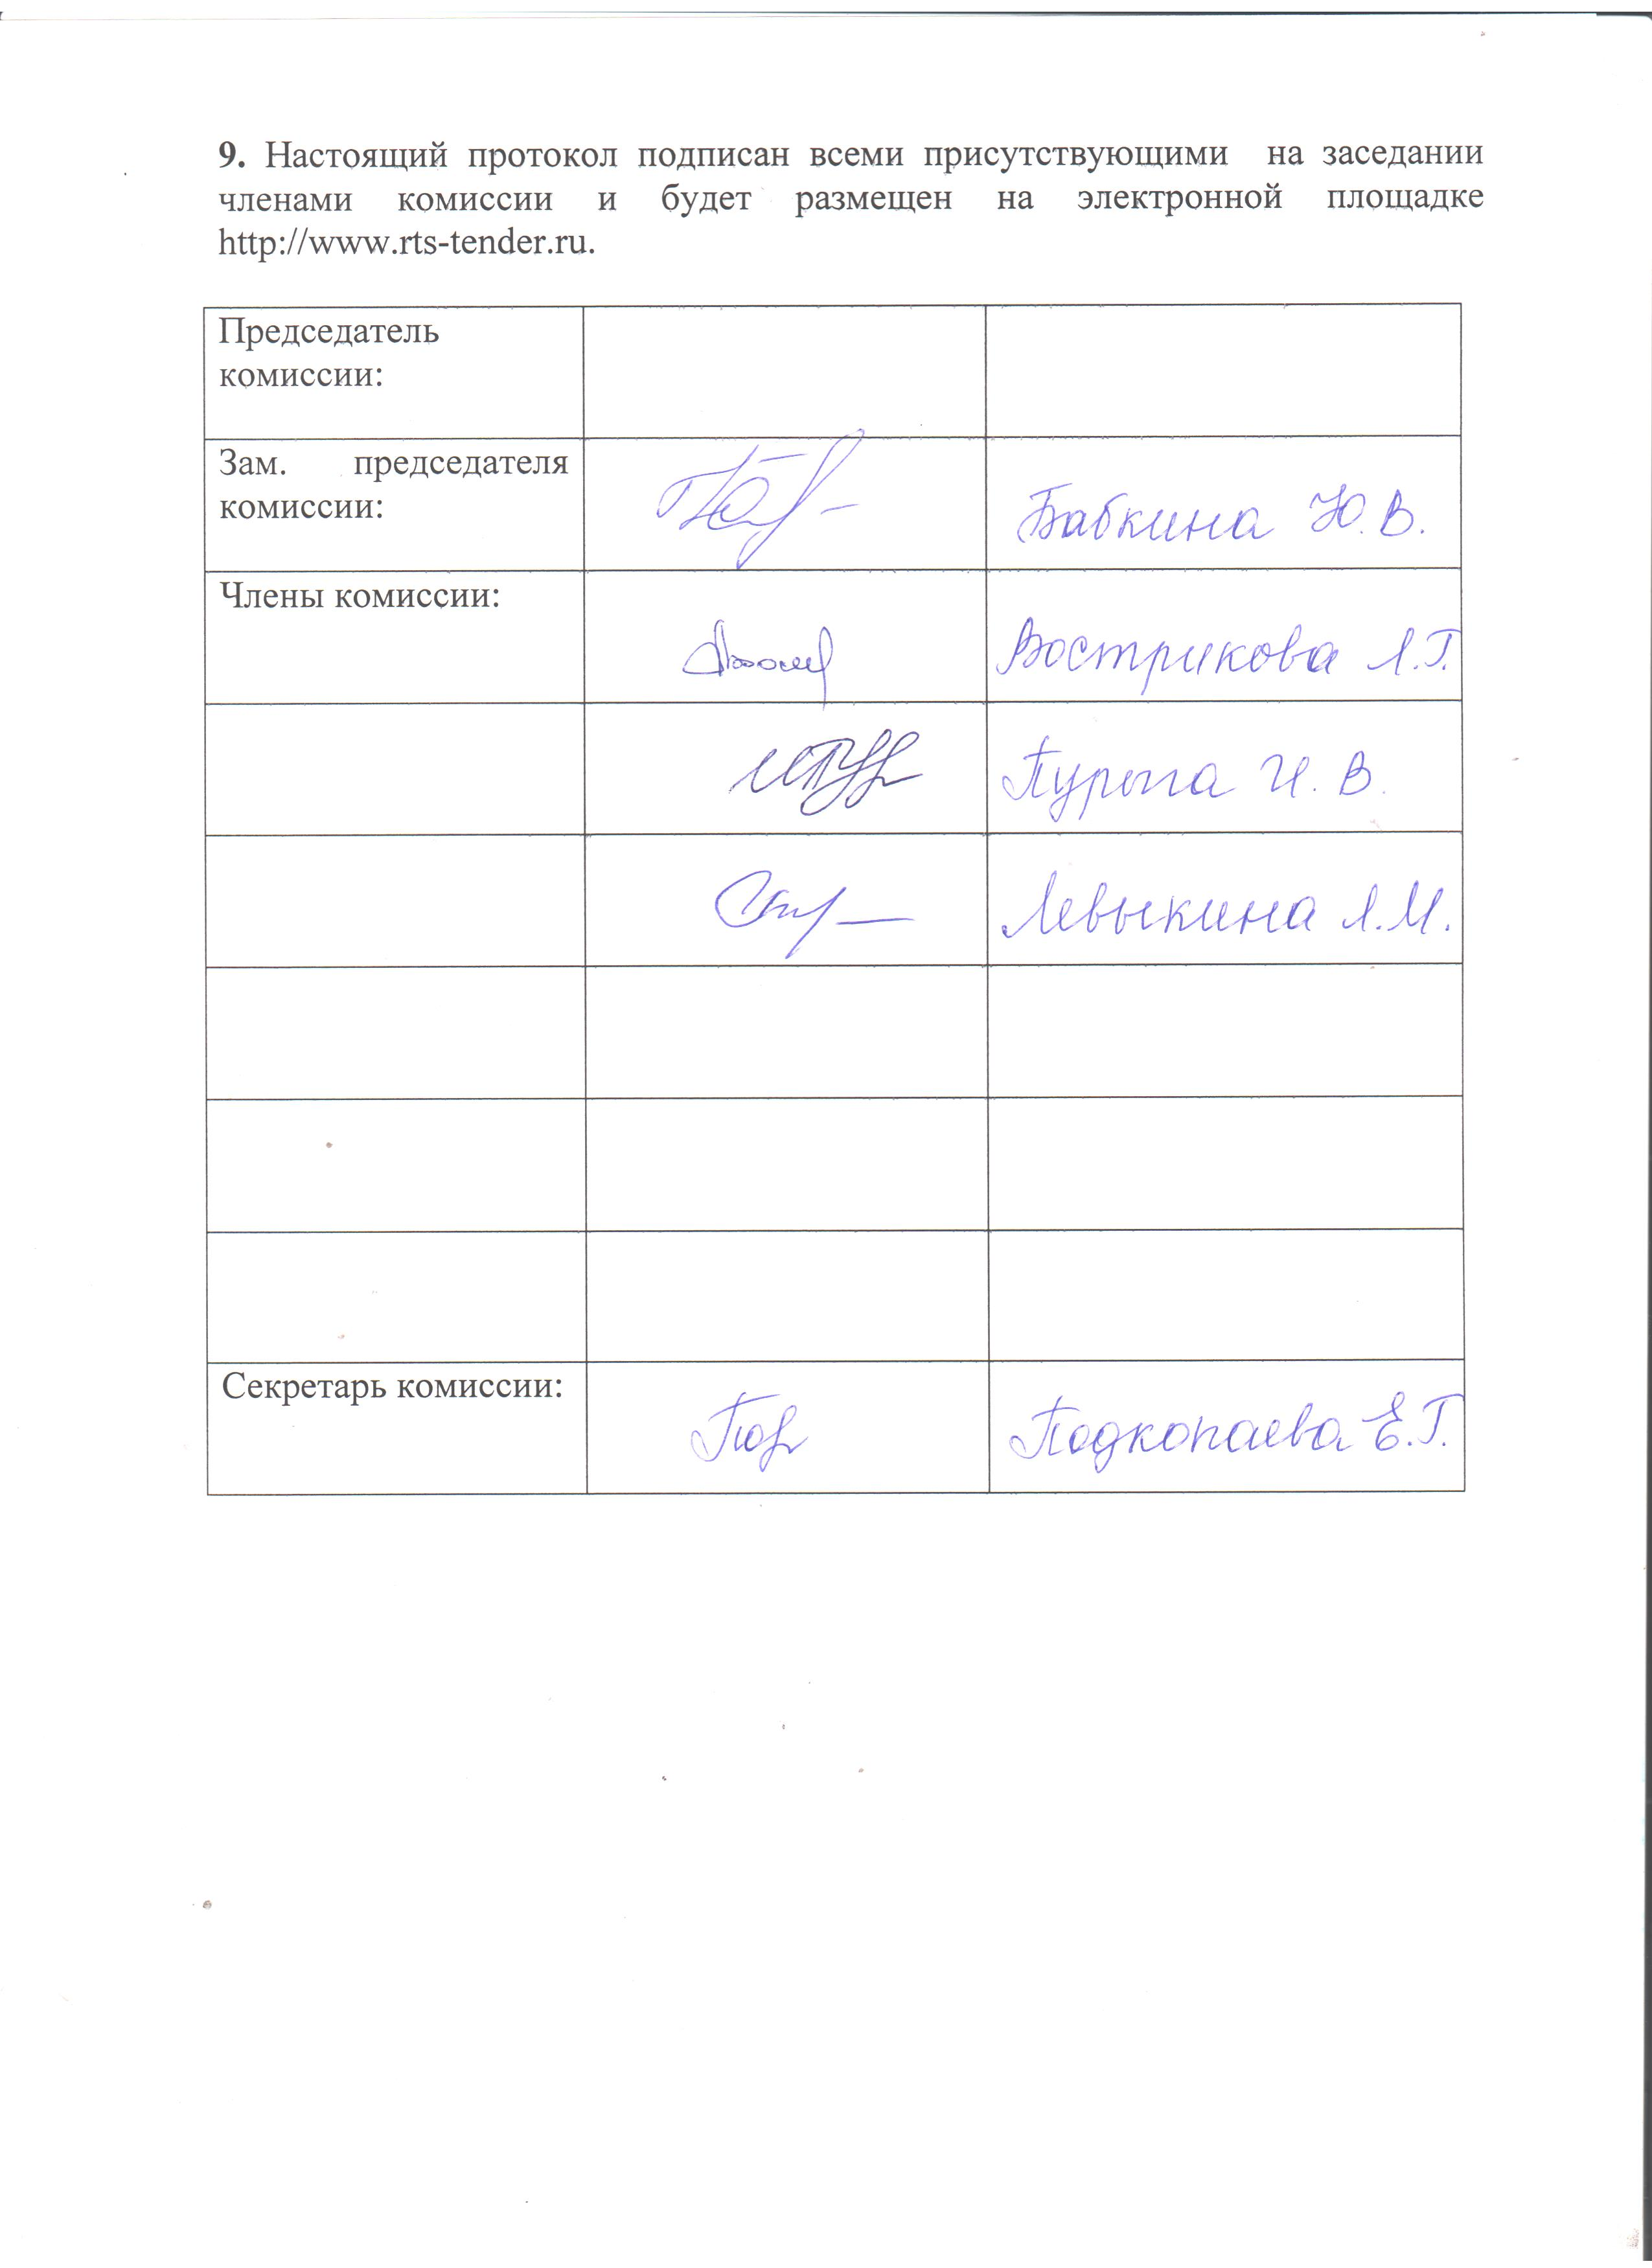 9. Настоящий протокол подписан всеми присутствующими на заседании
членами комиссии и будет размещен на электронной площадке
http://www.rts-tender.ru.
Председатель
комиссии:
Зам. председателя
комиссии:
Бабкина Ю. В.
Члены комиссии:
Вострикова Л.Г.
И. В.
Левыкина Л.М.
Секретарь комиссии:
Подкопаева Е.Г.